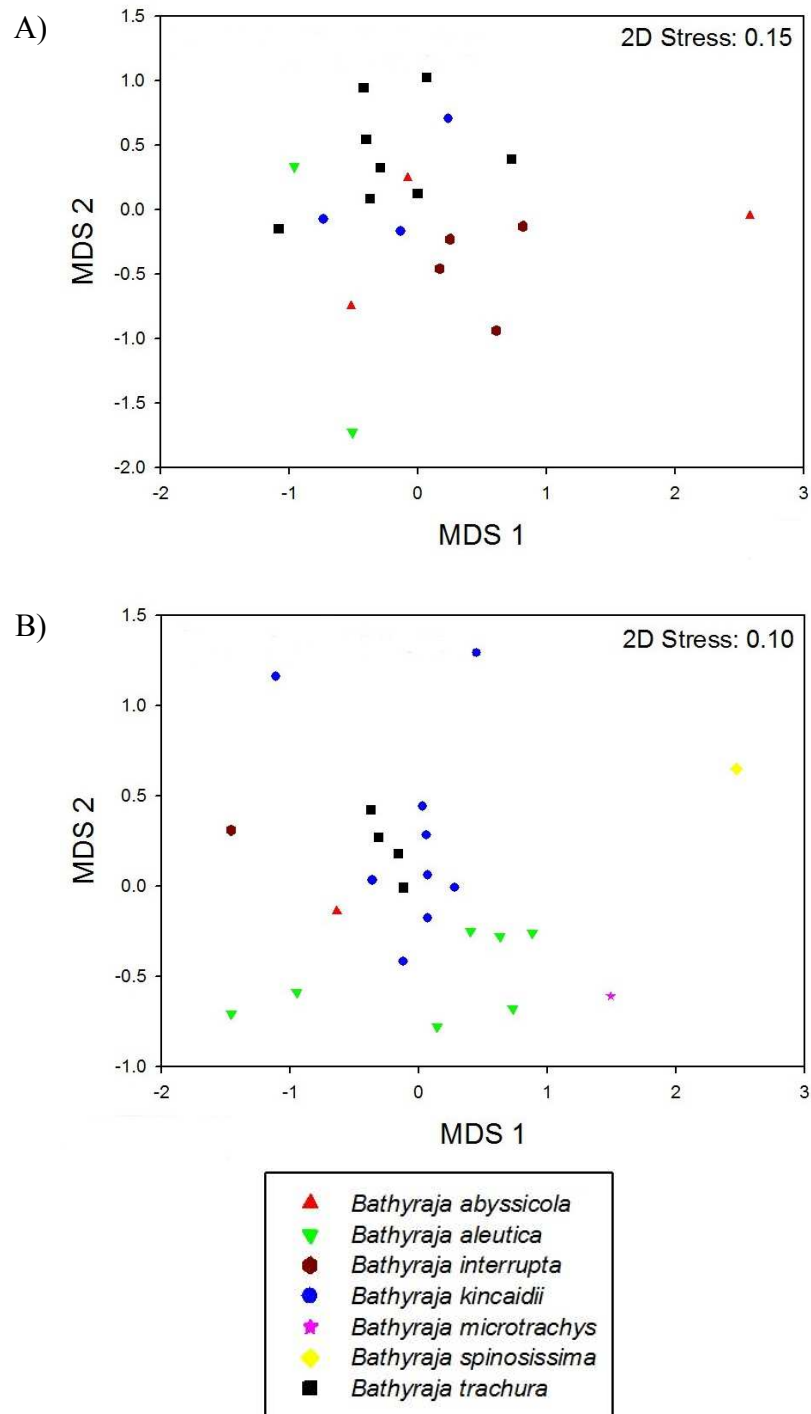 A)
2D Stress: 0.15
1.5
1.0
0.5
0.0
-0.5
-1.0
-1.5
-2.0
MDS 2
-2 -1 0 1 2 3
MDS 1
B)
2D Stress: 0.10
1.5
1.0
0.5
0.0
-0.5
-1.0
MDS 2
-2 -1 0 1 2 3
MDS 1
Bathyraja abyssicola
Bathyraja aleutica
Bathyraja interrupta
Bathyraja kincaidii
Bathyraja microtrachys
Bathyraja spinosissima
Bathyraja trachura